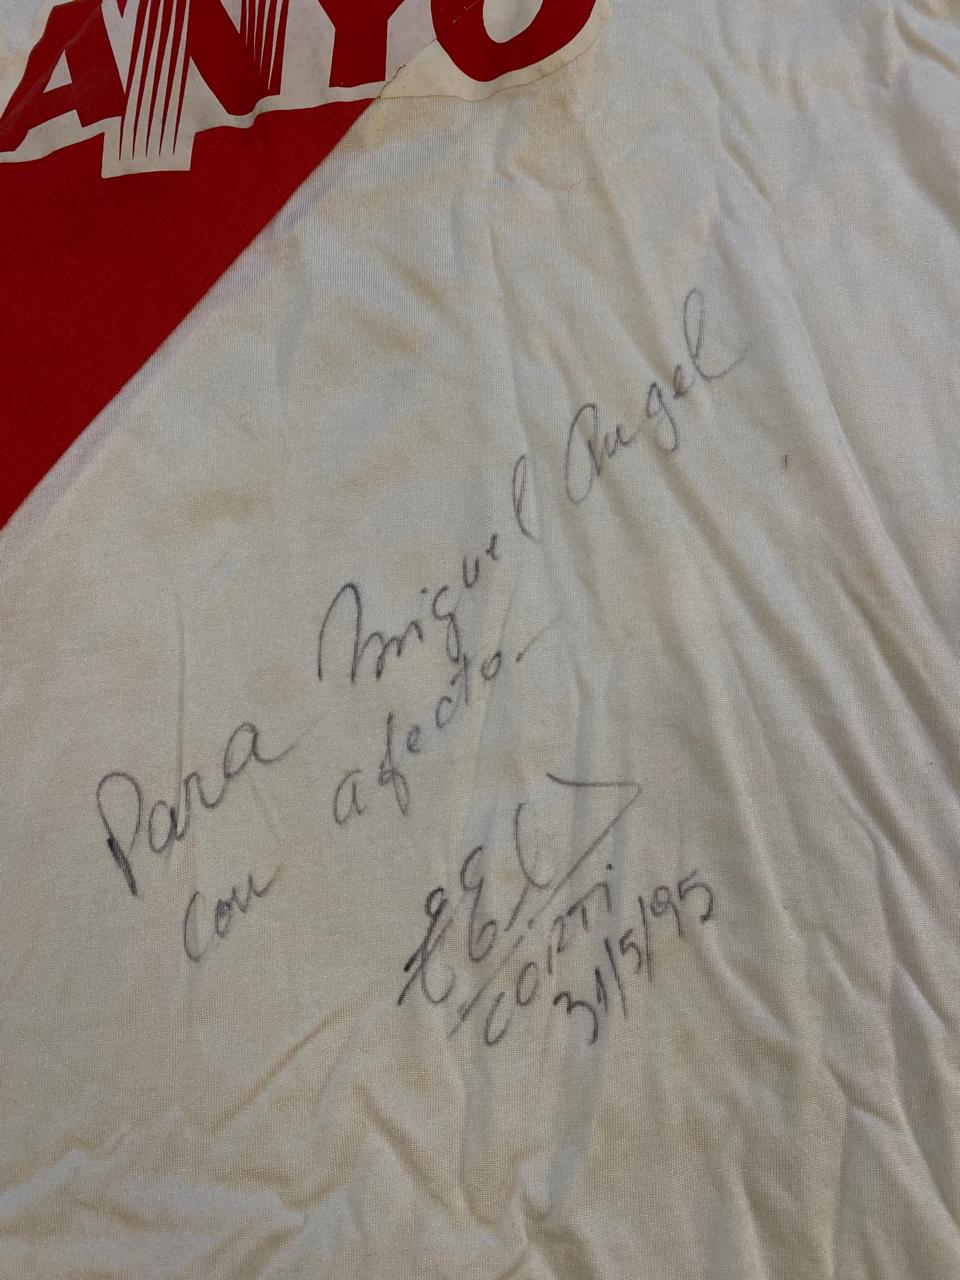 ANYO
Para Miguel Angel
con afecto.
CORTI
31/5/95